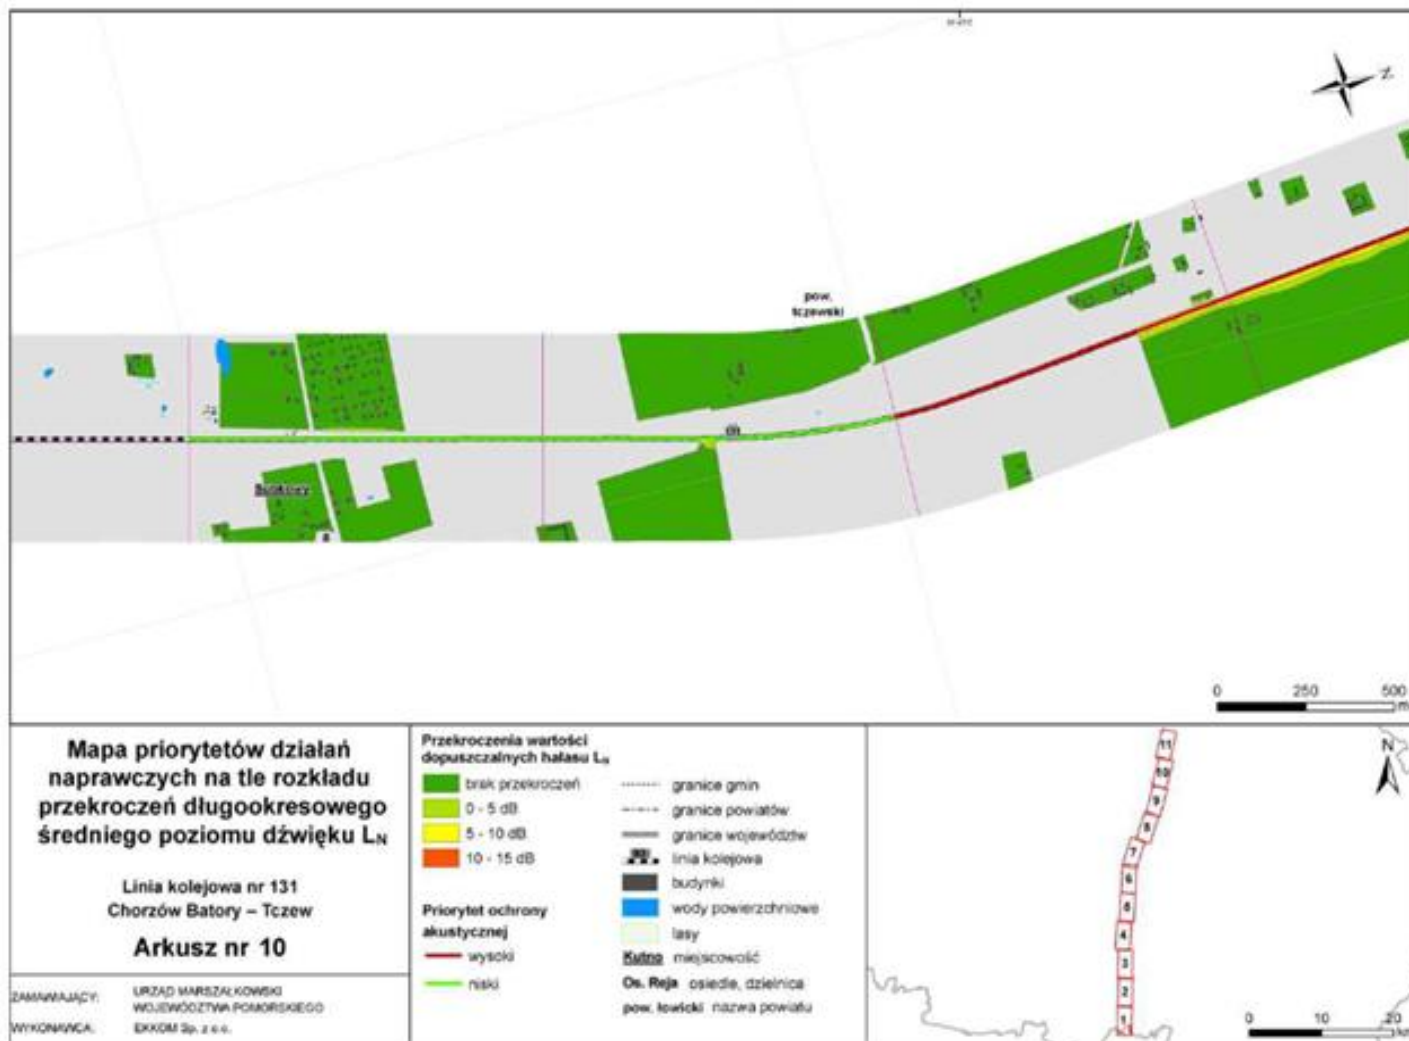 N
pow.
tczewski
0 250 500
m
Mapa priorytetów działań
naprawczych na tle rozkładu
przekroczeń długookresowego
średniego poziomu dźwięku LN
Linia kolejowa nr 131
Chorzów Batory – Tczew
Arkusz nr 10
ZAMAWIAJĄCY: URZĄD MARSZAŁKOWSKI
WOJEWÓDZTWA POMORSKIEGO
WYKONAWCA: EKKOM Sp. z o.o.
Przekroczenia wartości
dopuszczalnych hałasu LN
brak przekroczeń
0 - 5 dB
5 - 10 dB
10 - 15 dB
Priorytet ochrony
akustycznej
wysoki
niski
granice gmin
granice powiatów
granice województw
linia kolejowa
budynki
wody powierzchniowe
lasy
Kutno miejscowość
Os. Reja osiedle, dzielnica
pow. łowicki nazwa powiatu
N
11
10
9
8
7
6
5
4
3
2
1
0 10 20
km